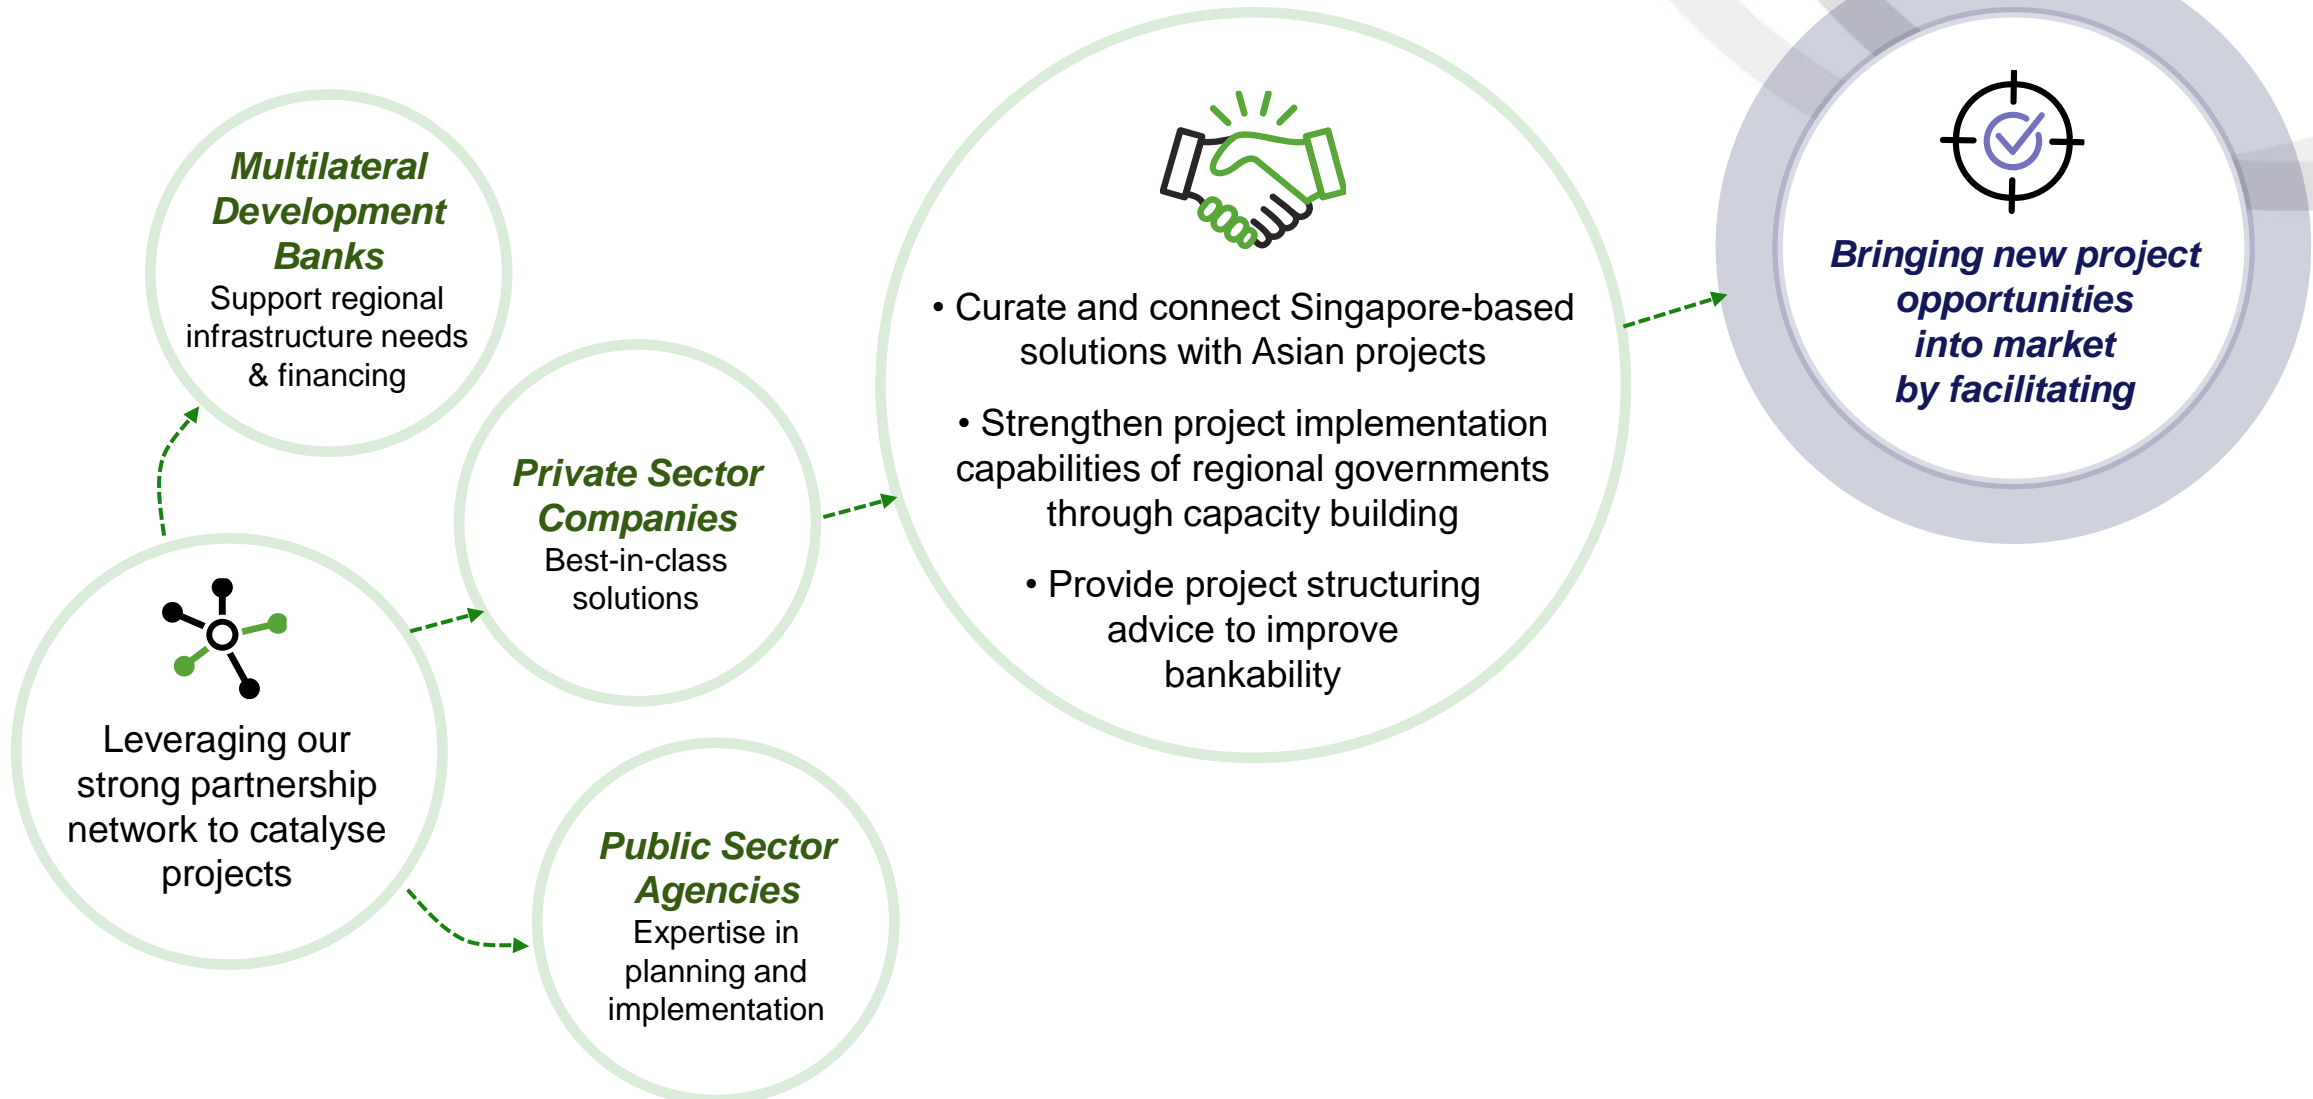 Multilateral
Development
Banks
Support regional
infrastructure needs
& financing
Private Sector
Companies
Best-in-class
solutions
Leveraging our
strong partnership
network to catalyse
projects
Public Sector
Agencies
Expertise in
planning and
implementation
• Curate and connect Singapore-based
solutions with Asian projects
• Strengthen project implementation
capabilities of regional governments
through capacity building
• Provide project structuring
advice to improve
bankability
Bringing new project
opportunities
into market
by facilitating